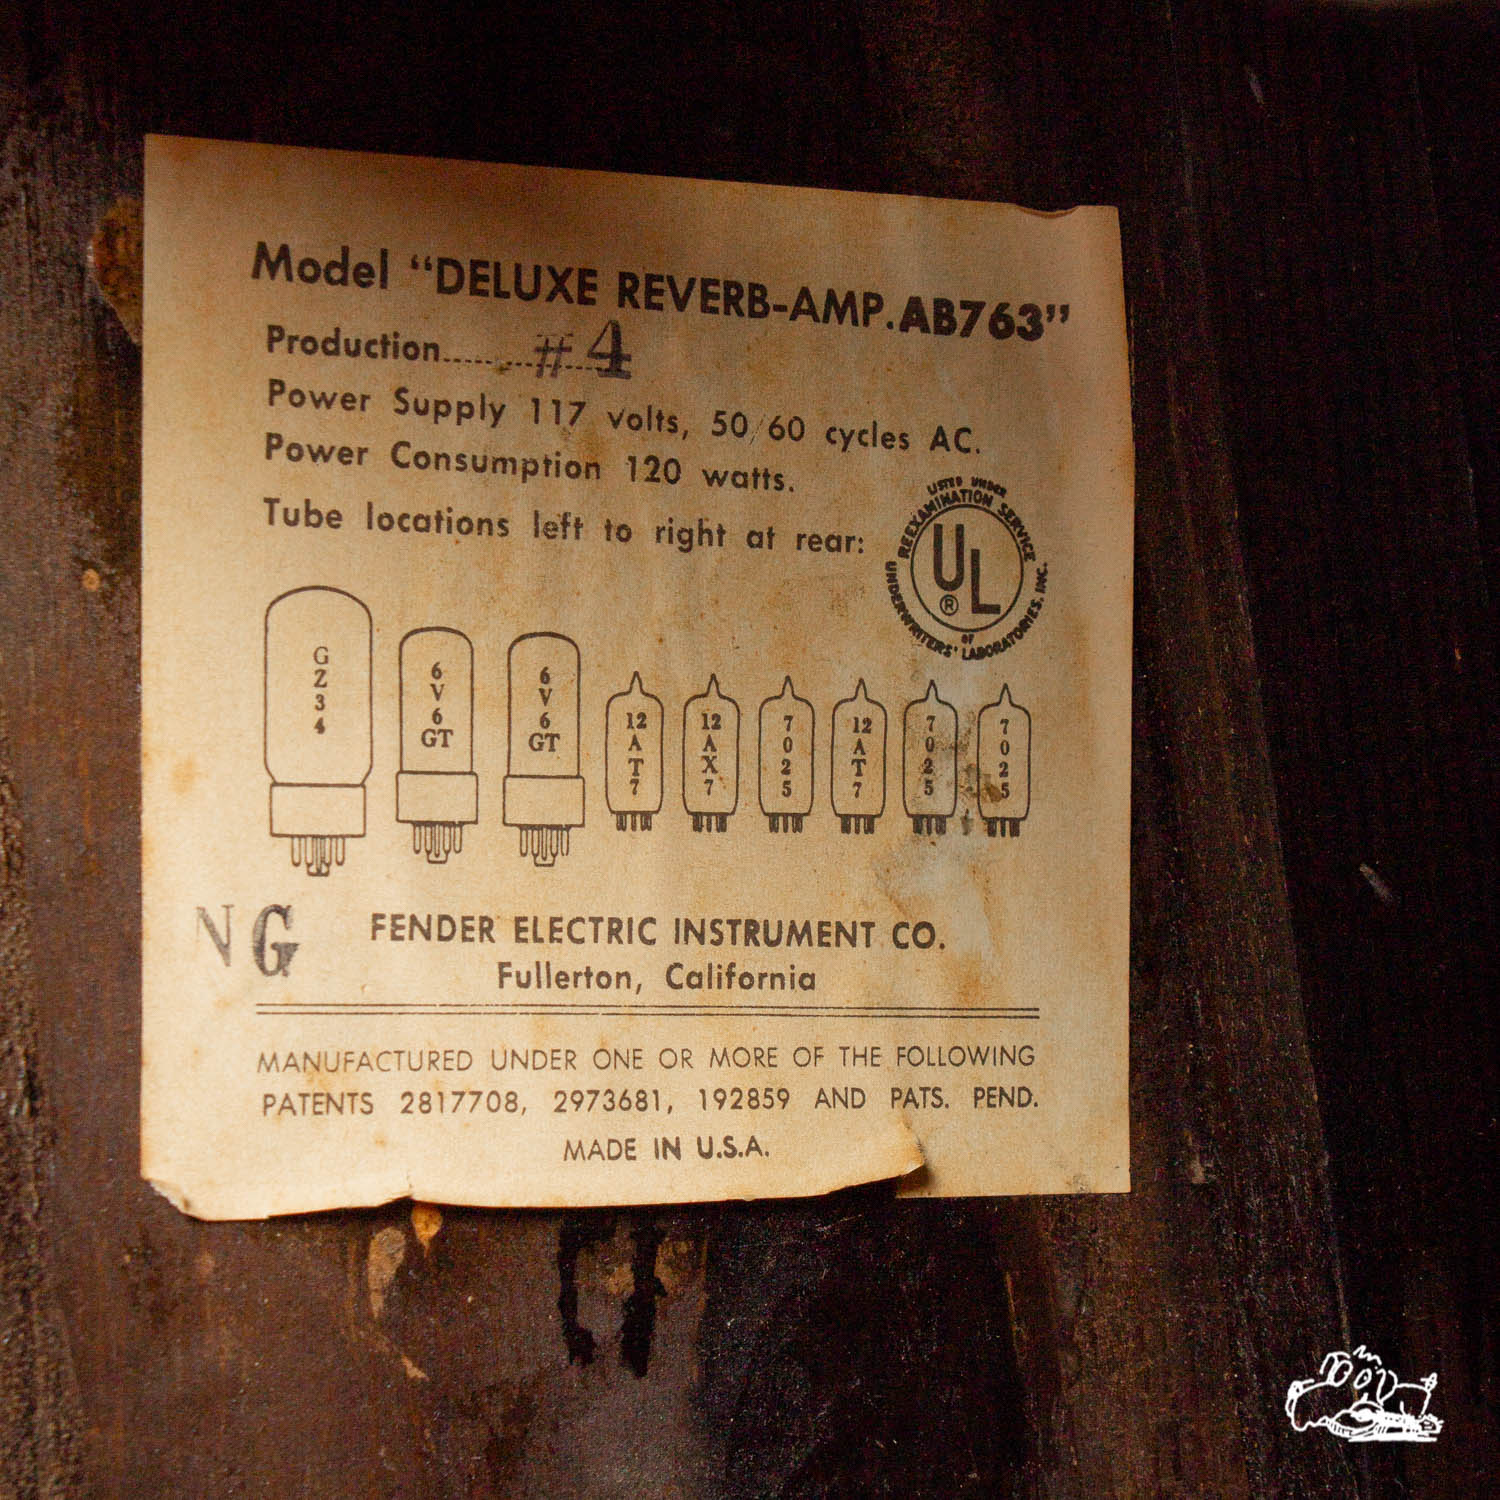 Model “DELUXE REVERB-AMP. AB763”
Production......... #4
Power Supply 117 volts, 50/60 cycles AC.
Power Consumption 120 watts.
Tube locations left to right at rear:
LISTED UNDER
REEXAMINATION SERVICE
UL ®
OF
UNDERWRITERS' LABORATORIES, INC.
GZ34 6V6GT 6V6GT 12AT7 12AX7 7025 12AT7 7025 7025
NG
FENDER ELECTRIC INSTRUMENT CO.
Fullerton, California
MANUFACTURED UNDER ONE OR MORE OF THE FOLLOWING
PATENTS 2817708, 2973681, 192859 AND PATS. PEND.
MADE IN U.S.A.